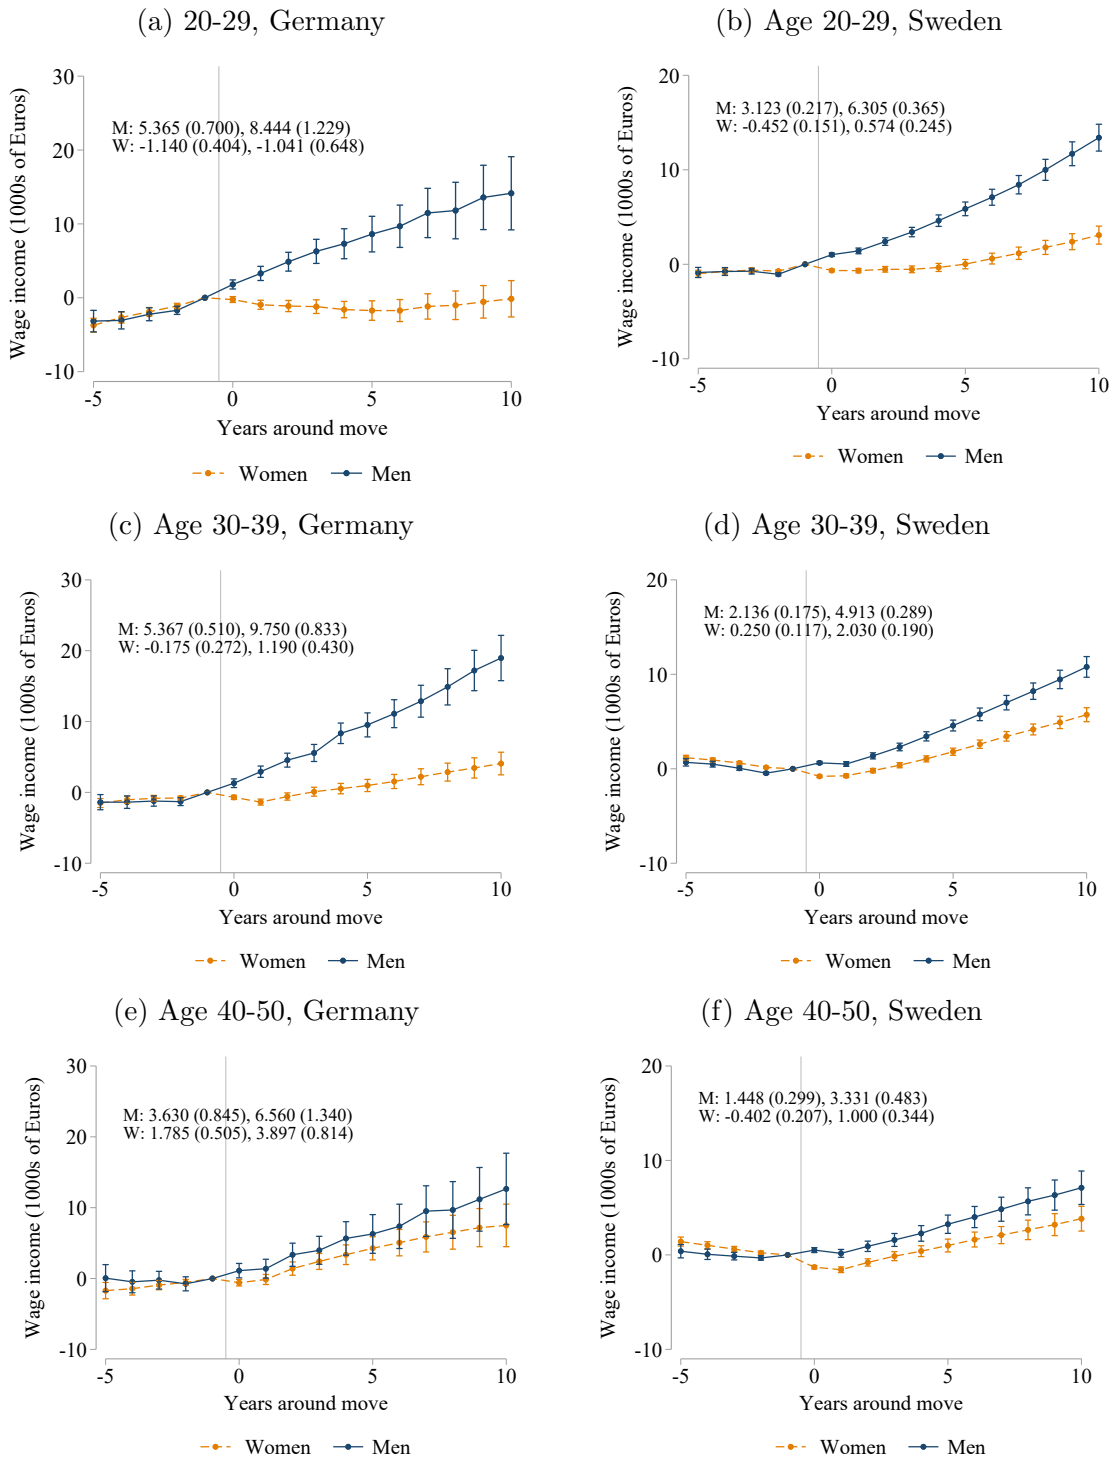 (a) 20-29, Germany
30
20
10
0
-10
Wage income (1000s of Euros)
M: 5.365 (0.700), 8.444 (1.229)
W: -1.140 (0.404), -1.041 (0.648)
-5
0
5
10
Years around move
Women
Men
(b) Age 20-29, Sweden
20
10
0
-10
Wage income (1000s of Euros)
M: 3.123 (0.217), 6.305 (0.365)
W: -0.452 (0.151), 0.574 (0.245)
-5
0
5
10
Years around move
Women
Men
(c) Age 30-39, Germany
30
20
10
0
-10
Wage income (1000s of Euros)
M: 5.367 (0.510), 9.750 (0.833)
W: -0.175 (0.272), 1.190 (0.430)
-5
0
5
10
Years around move
Women
Men
(d) Age 30-39, Sweden
20
10
0
-10
Wage income (1000s of Euros)
M: 2.136 (0.175), 4.913 (0.289)
W: 0.250 (0.117), 2.030 (0.190)
-5
0
5
10
Years around move
Women
Men
(e) Age 40-50, Germany
30
20
10
0
-10
Wage income (1000s of Euros)
M: 3.630 (0.845), 6.560 (1.340)
W: 1.785 (0.505), 3.897 (0.814)
-5
0
5
10
Years around move
Women
Men
(f) Age 40-50, Sweden
20
10
0
-10
Wage income (1000s of Euros)
M: 1.448 (0.299), 3.331 (0.483)
W: -0.402 (0.207), 1.000 (0.344)
-5
0
5
10
Years around move
Women
Men